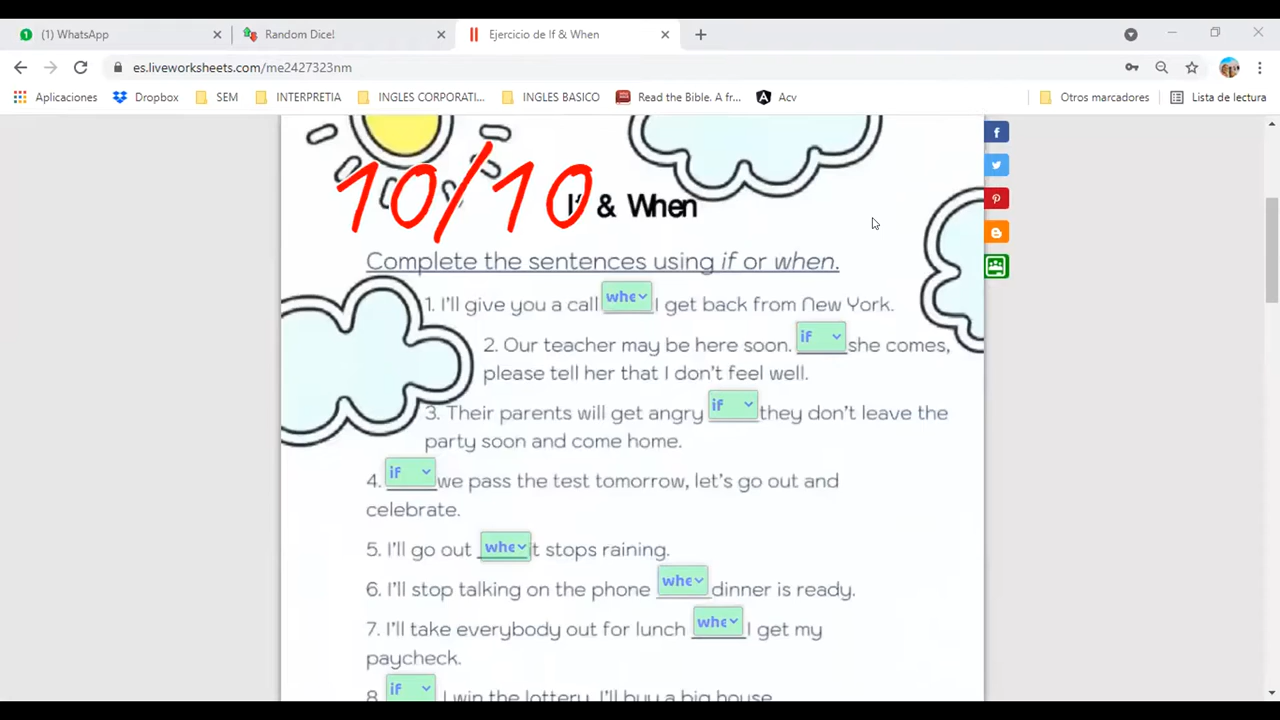 (1) WhatsApp
Random Dice!
Ejercicio de If & When
es.liveworksheets.com/me2427323nm
Aplicaciones Dropbox SEM INTERPRETIA INGLES CORPORATI... INGLES BASICO Read the Bible. A fr... Acv Otros marcadores Lista de lectura
10/10
If & When
Complete the sentences using if or when.
1. I'll give you a call whe I get back from New York.
2. Our teacher may be here soon. if she comes,
please tell her that I don't feel well.
3. Their parents will get angry if they don't leave the
party soon and come home.
4. if we pass the test tomorrow, let's go out and
celebrate.
5. I'll go out whe it stops raining.
6. I'll stop talking on the phone whe dinner is ready.
7. I'll take everybody out for lunch whe I get my
paycheck.
8. if I win the lottery, I'll buy a big house.